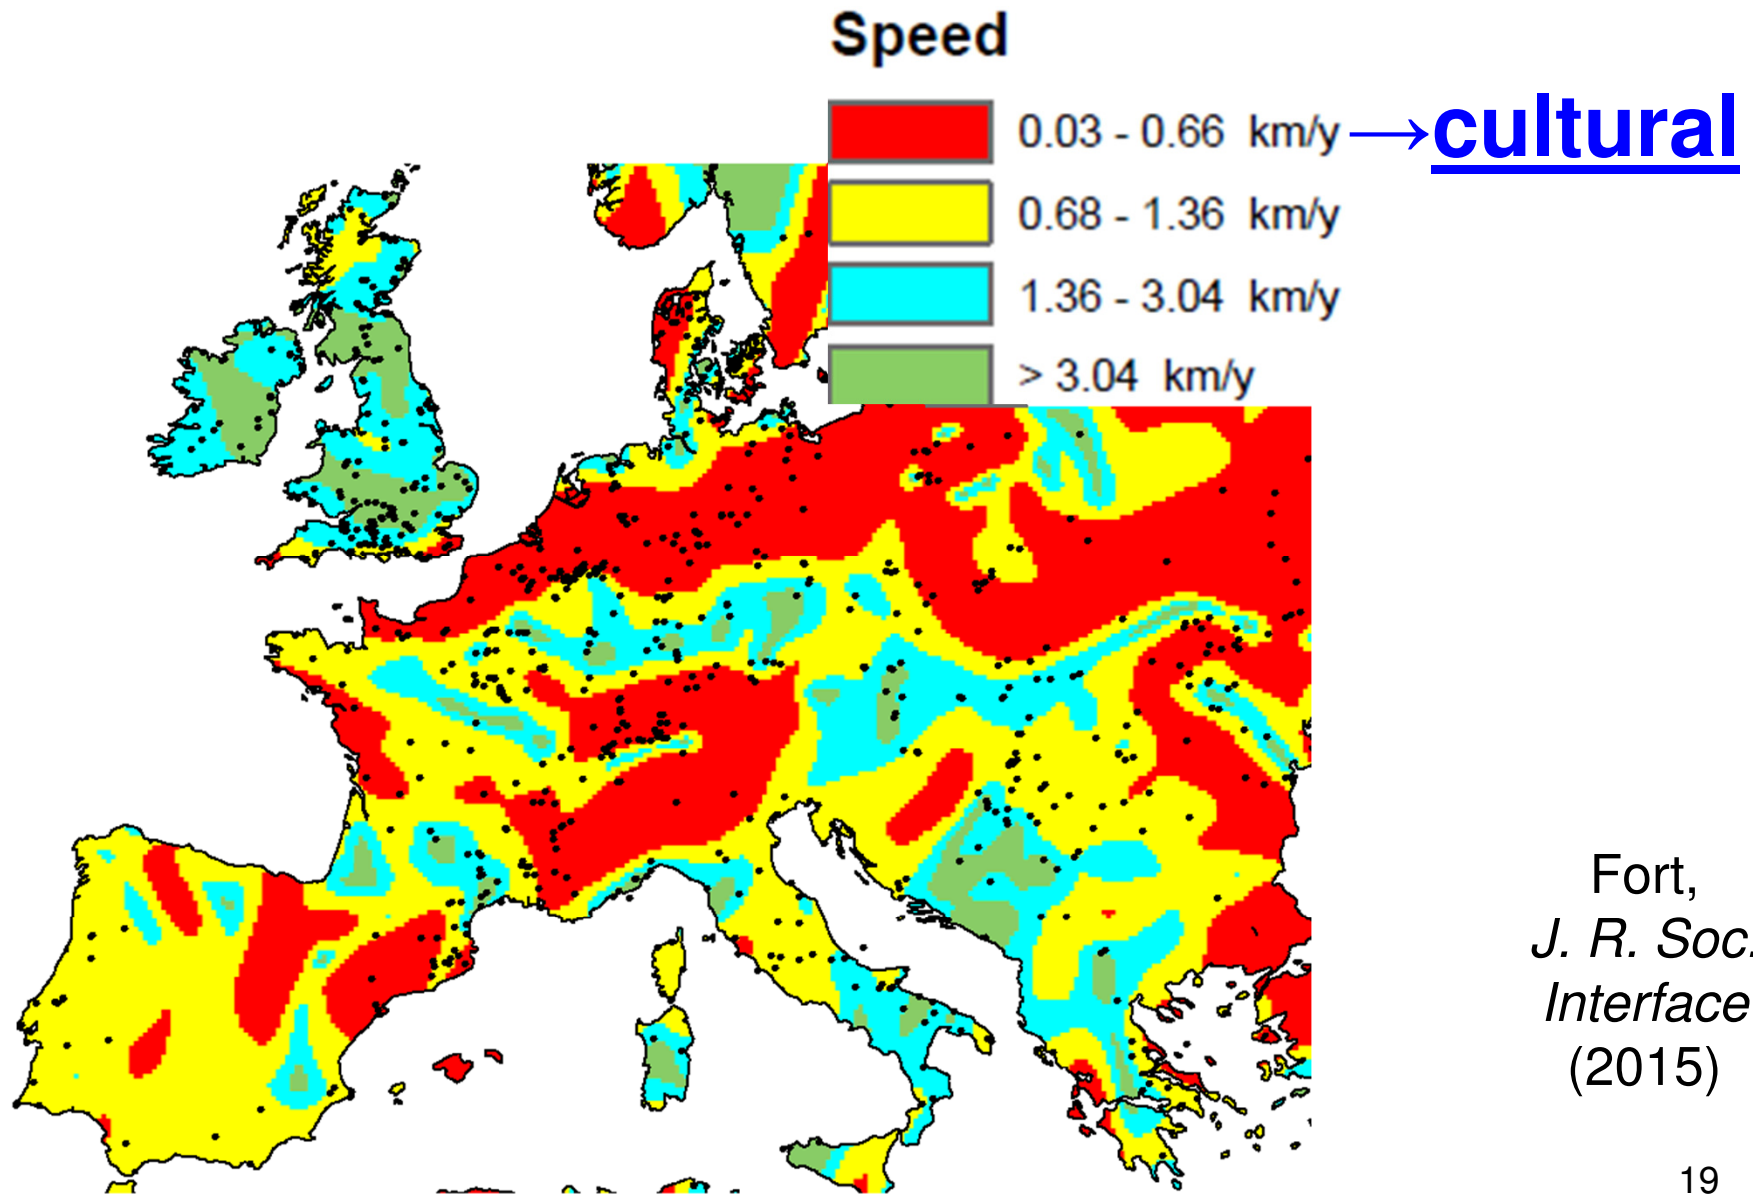 Speed
0.03 - 0.66 km/y →cultural
0.68 - 1.36 km/y
1.36 - 3.04 km/y
> 3.04 km/y
Fort,
J. R. Soc.
Interface
(2015)
19